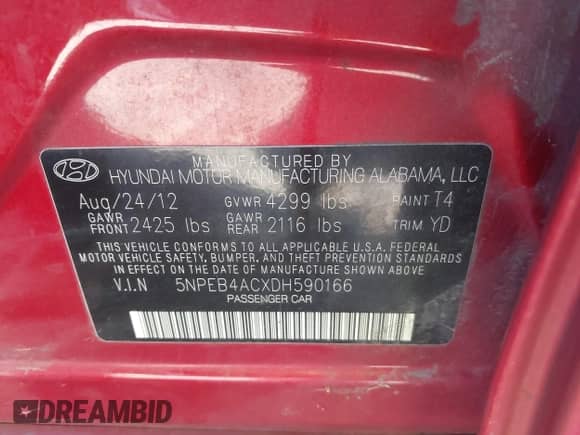 MANUFACTURED BY
HYUNDAI MOTOR MANUFACTURING ALABAMA, LLC
Aug/24/12 GVWR 4299 lbs PAINT T4
GAWR FRONT 2425 lbs GAWR REAR 2116 lbs TRIM YD
THIS VEHICLE CONFORMS TO ALL APPLICABLE U.S.A. FEDERAL
MOTOR VEHICLE SAFETY, BUMPER, AND THEFT PREVENTION
STANDARDS IN EFFECT ON THE DATE OF MANUFACTURE SHOWN ABOVE.
V.I.N 5NPEB4ACXDH590166
PASSENGER CAR
DREAMBID